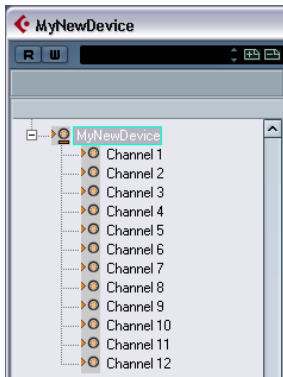 MyNewDevice
R W
MyNewDevice
Channel 1
Channel 2
Channel 3
Channel 4
Channel 5
Channel 6
Channel 7
Channel 8
Channel 9
Channel 10
Channel 11
Channel 12